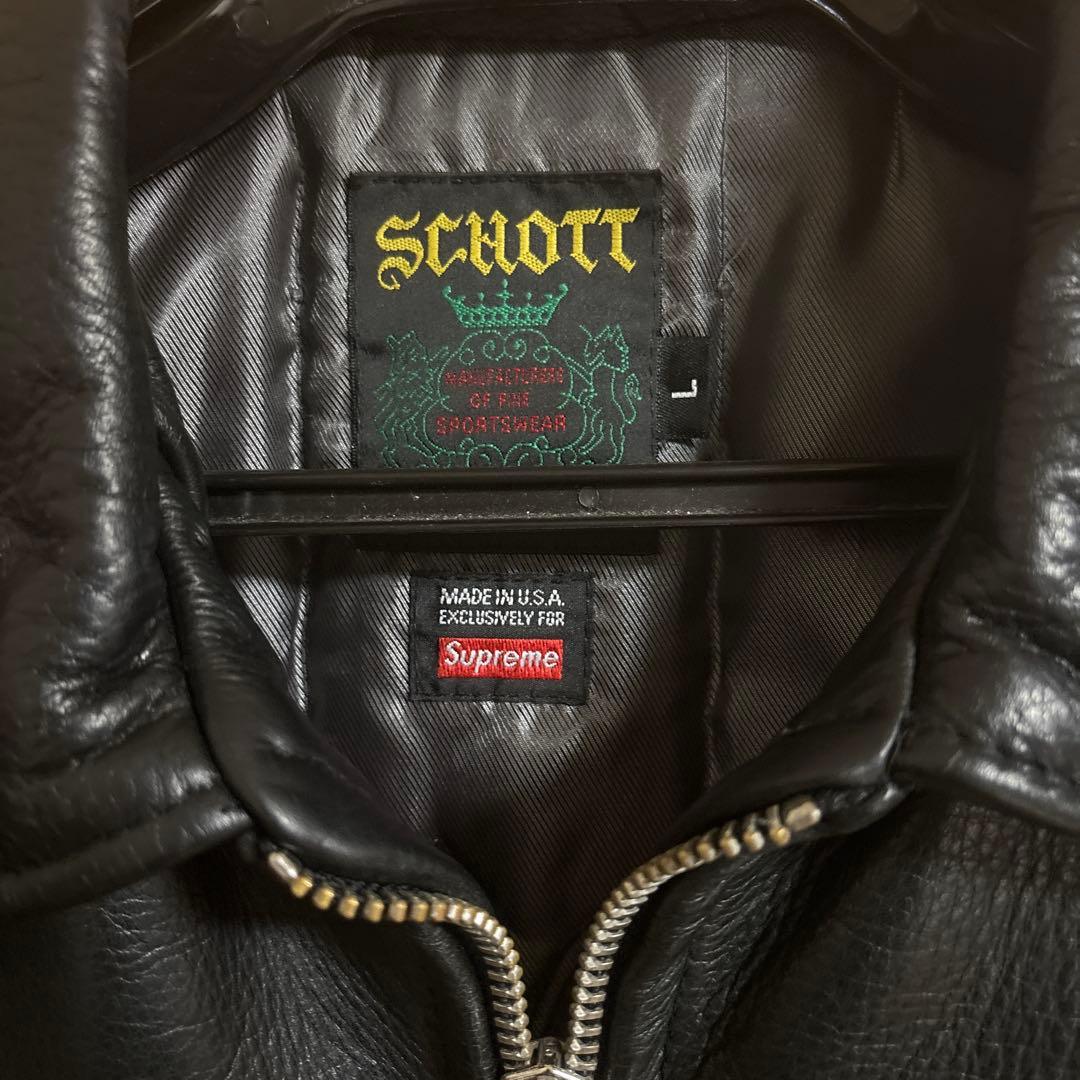 SCHOTT
MANUFACTURERS
OF FINE
SPORTSWEAR
L
MADE IN U.S.A.
EXCLUSIVELY FOR
Supreme